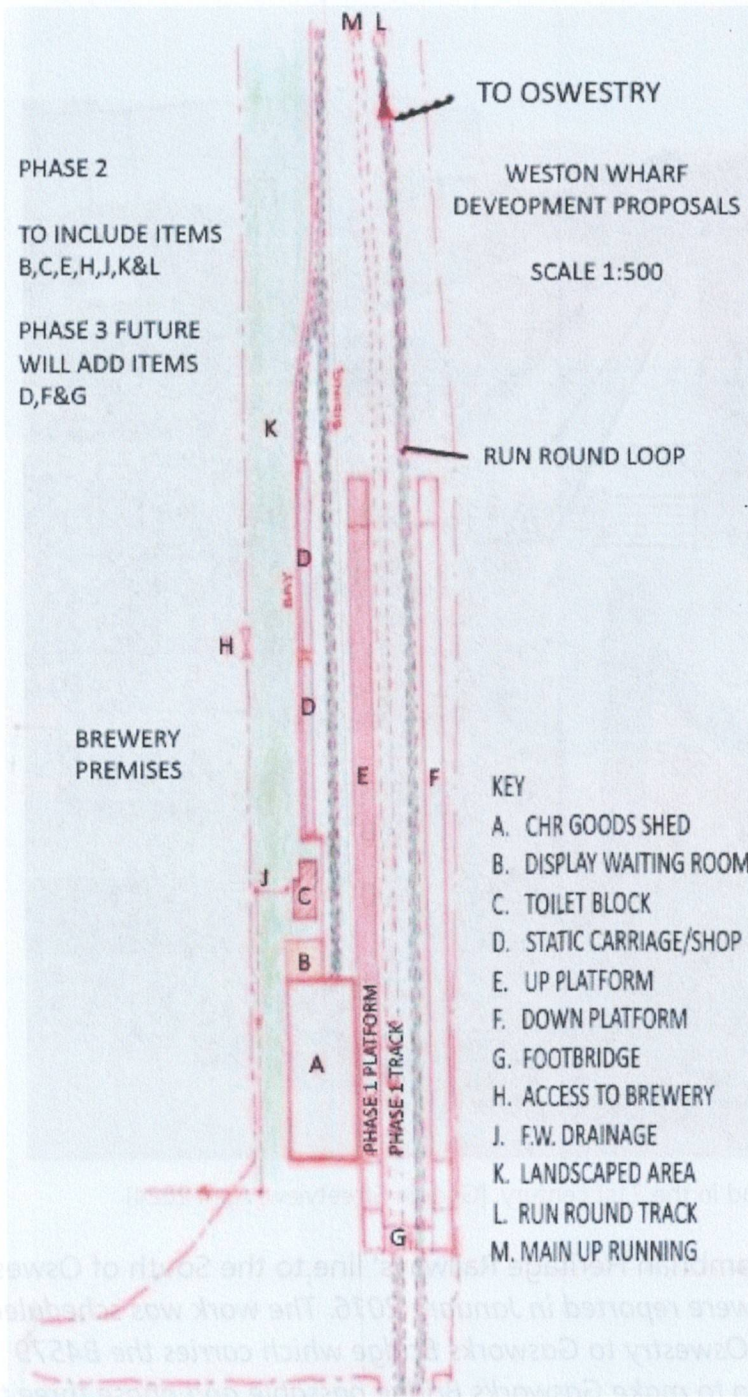 M L
TO OSWESTRY
WESTON WHARF
DEVEOPMENT PROPOSALS
SCALE 1:500
PHASE 2
TO INCLUDE ITEMS
B,C,E,H,J,K&L
PHASE 3 FUTURE
WILL ADD ITEMS
D,F&G
SIDING
K
RUN ROUND LOOP
D
BAY
H
D
BREWERY
PREMISES
E
F
J
C
B
A
PHASE 1 PLATFORM
PHASE 1 TRACK
G
KEY
A. CHR GOODS SHED
B. DISPLAY WAITING ROOM
C. TOILET BLOCK
D. STATIC CARRIAGE/SHOP
E. UP PLATFORM
F. DOWN PLATFORM
G. FOOTBRIDGE
H. ACCESS TO BREWERY
J. F.W. DRAINAGE
K. LANDSCAPED AREA
L. RUN ROUND TRACK
M. MAIN UP RUNNING